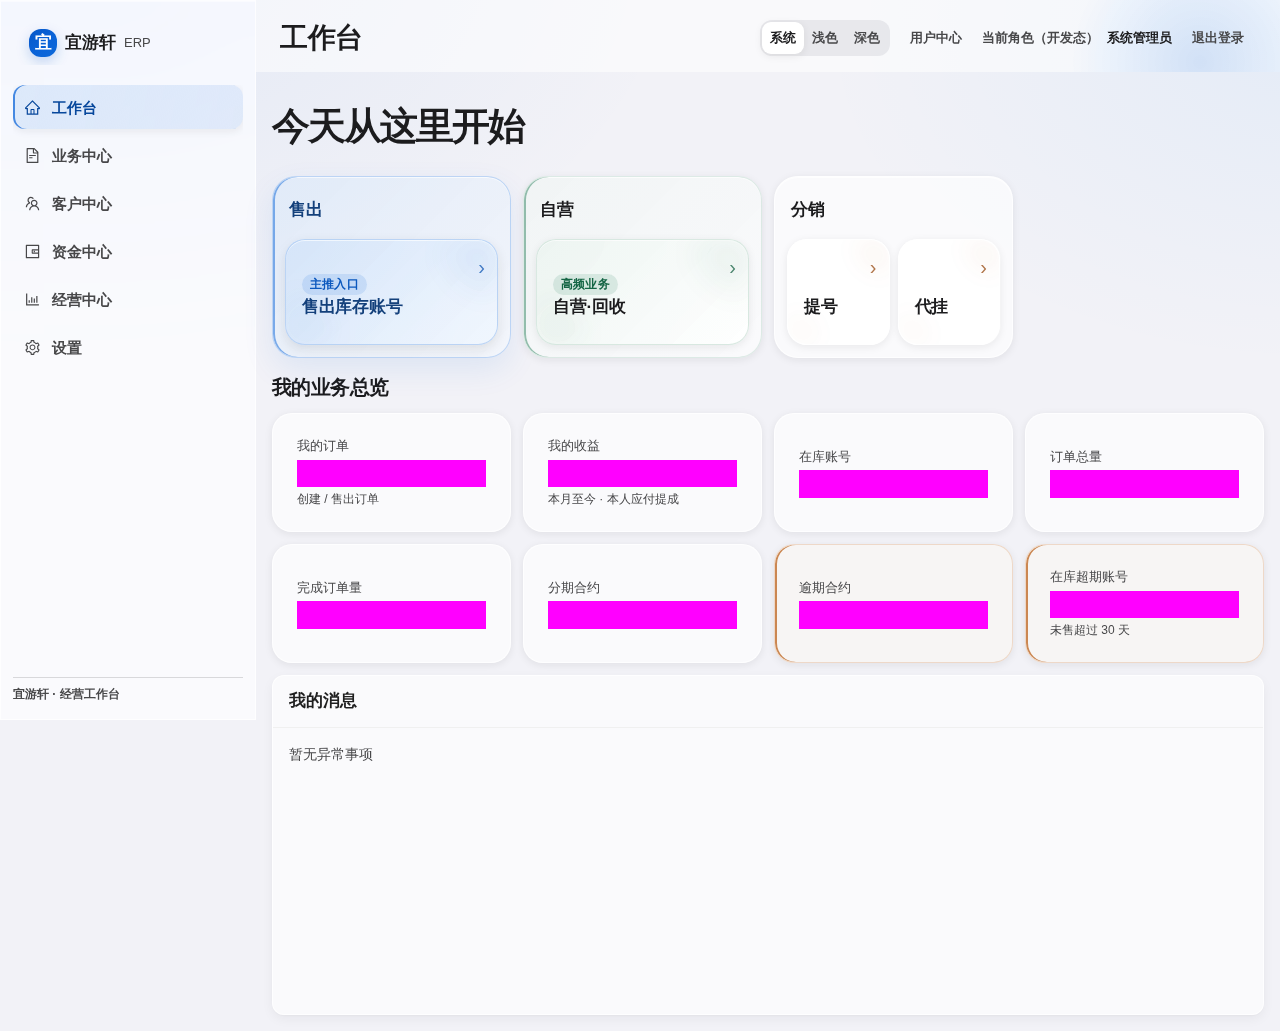 宜 宜游轩 ERP
工作台
业务中心
客户中心
资金中心
经营中心
设置
宜游轩 · 经营工作台
工作台
系统 浅色 深色 用户中心 当前角色（开发态） 系统管理员 退出登录
今天从这里开始
售出
主推入口
售出库存账号
自营
高频业务
自营·回收
分销
提号
代挂
我的业务总览
我的订单
创建 / 售出订单
我的收益
本月至今 · 本人应付提成
在库账号
订单总量
完成订单量
分期合约
逾期合约
在库超期账号
未售超过 30 天
我的消息
暂无异常事项